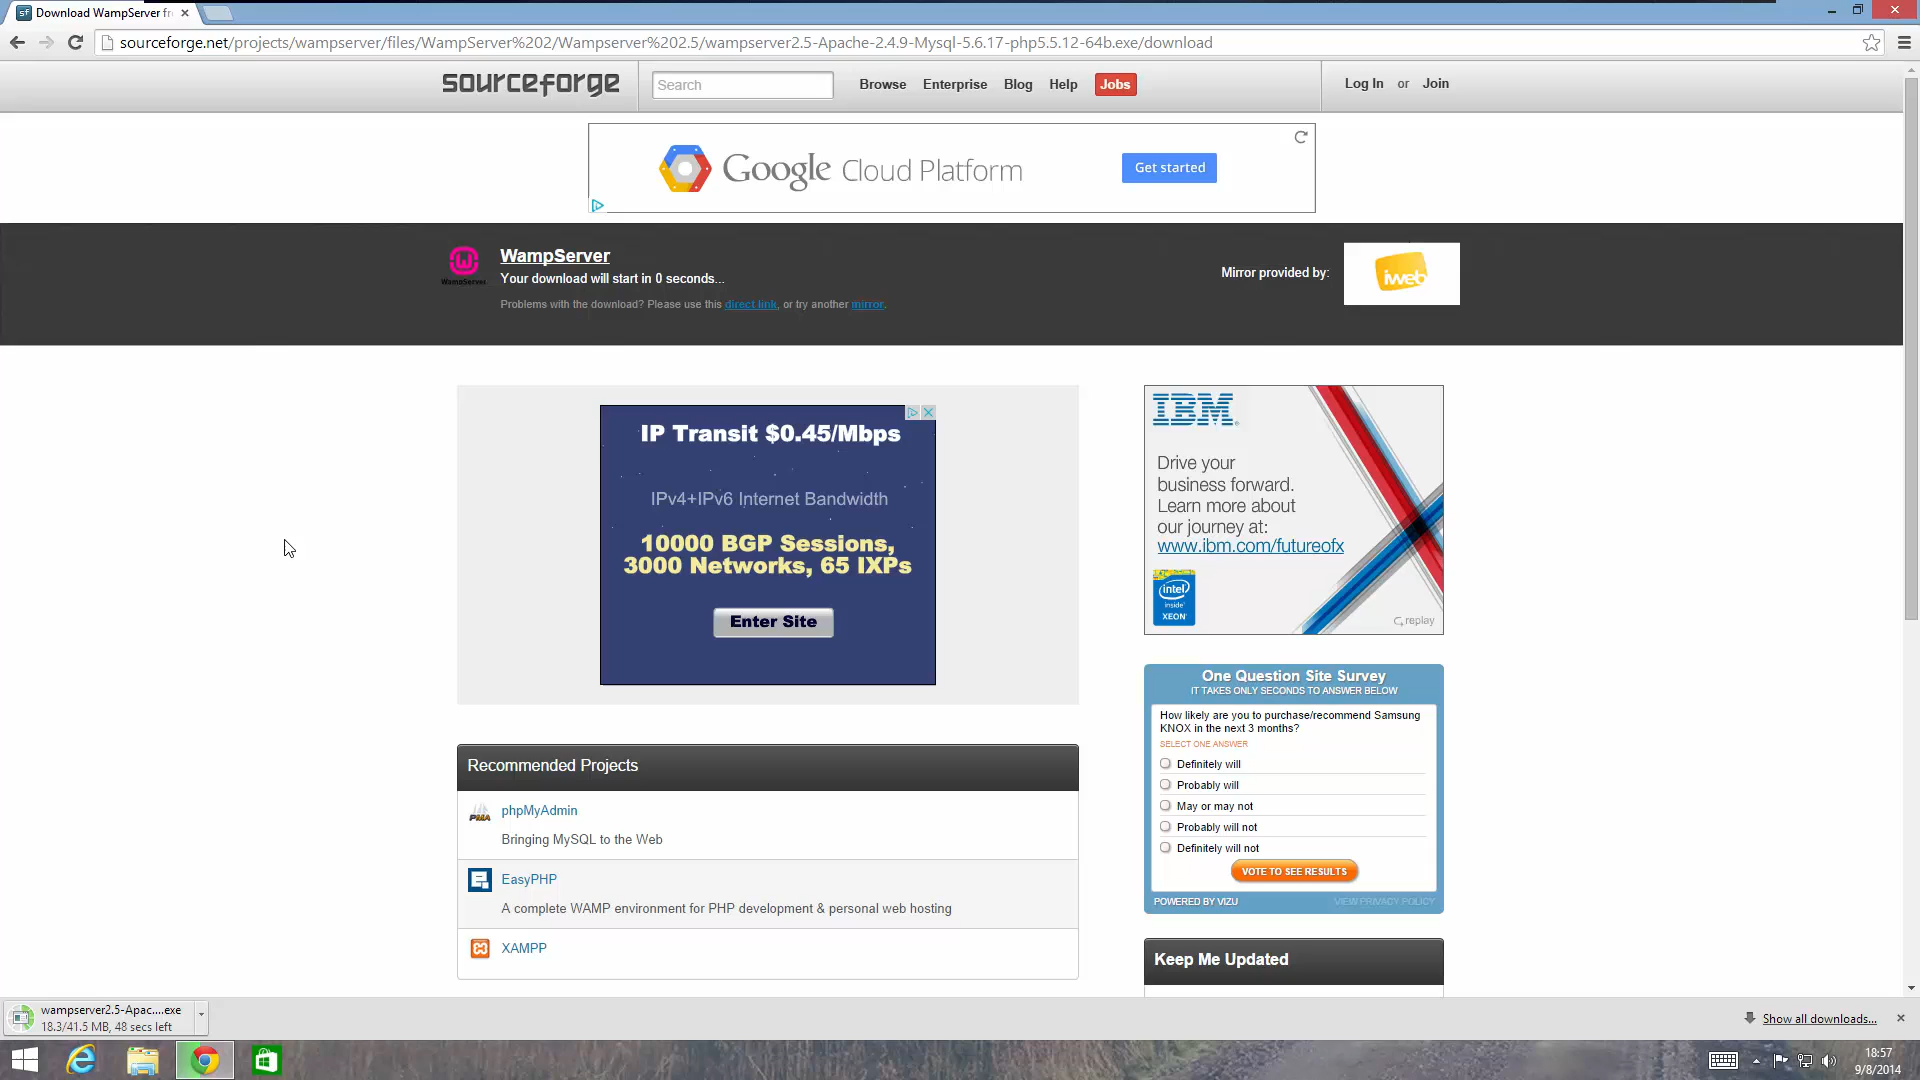 Download WampServer fr
sourceforge.net/projects/wampserver/files/WampServer%202/Wampserver%202.5/wampserver2.5-Apache-2.4.9-Mysql-5.6.17-php5.5.12-64b.exe/download
sourceforge
Search
Browse Enterprise Blog Help Jobs
Log In or Join
Google Cloud Platform
Get started
WampServer
WampServer
Your download will start in 0 seconds...
Problems with the download? Please use this direct link, or try another mirror.
Mirror provided by:
iweb
IP Transit $0.45/Mbps
IPv4+IPv6 Internet Bandwidth
10000 BGP Sessions,
3000 Networks, 65 IXPs
Enter Site
IBM
Drive your
business forward.
Learn more about
our journey at:
www.ibm.com/futureofx
intel
inside
XEON
replay
One Question Site Survey
IT TAKES ONLY SECONDS TO ANSWER BELOW
How likely are you to purchase/recommend Samsung
KNOX in the next 3 months?
SELECT ONE ANSWER
Definitely will
Probably will
May or may not
Probably will not
Definitely will not
VOTE TO SEE RESULTS
POWERED BY VIZU
VIEW PRIVACY POLICY
Recommended Projects
PMA
phpMyAdmin
Bringing MySQL to the Web
EasyPHP
A complete WAMP environment for PHP development & personal web hosting
XAMPP
Keep Me Updated
wampserver2.5-Apac....exe
18.3/41.5 MB, 48 secs left
Show all downloads...
18:57
9/8/2014